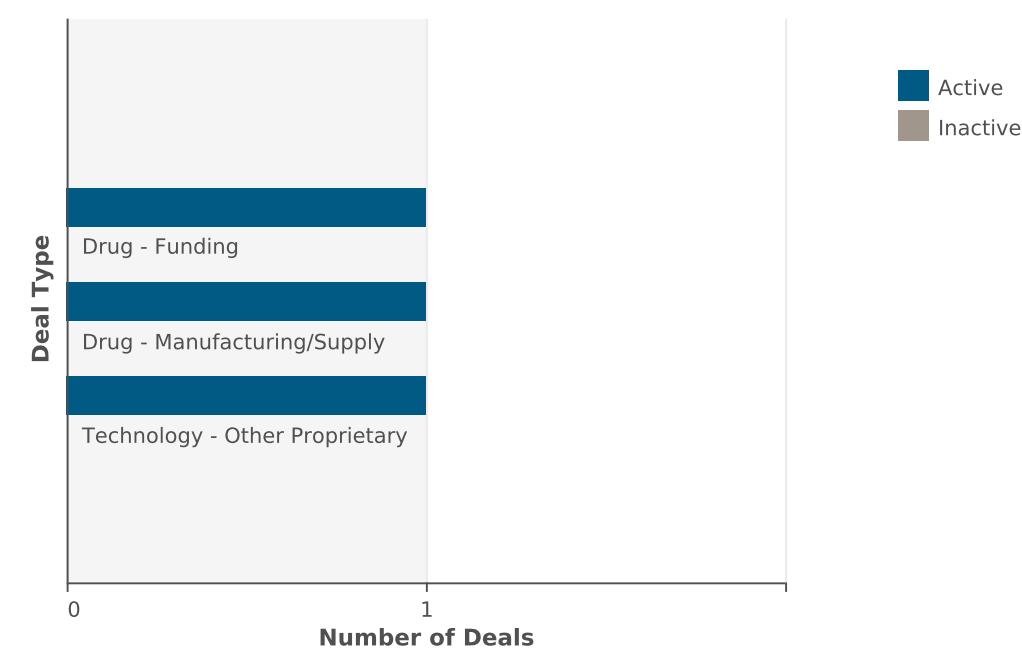 Active
Inactive
Deal Type
Drug - Funding
Drug - Manufacturing/Supply
Technology - Other Proprietary
0 1
Number of Deals